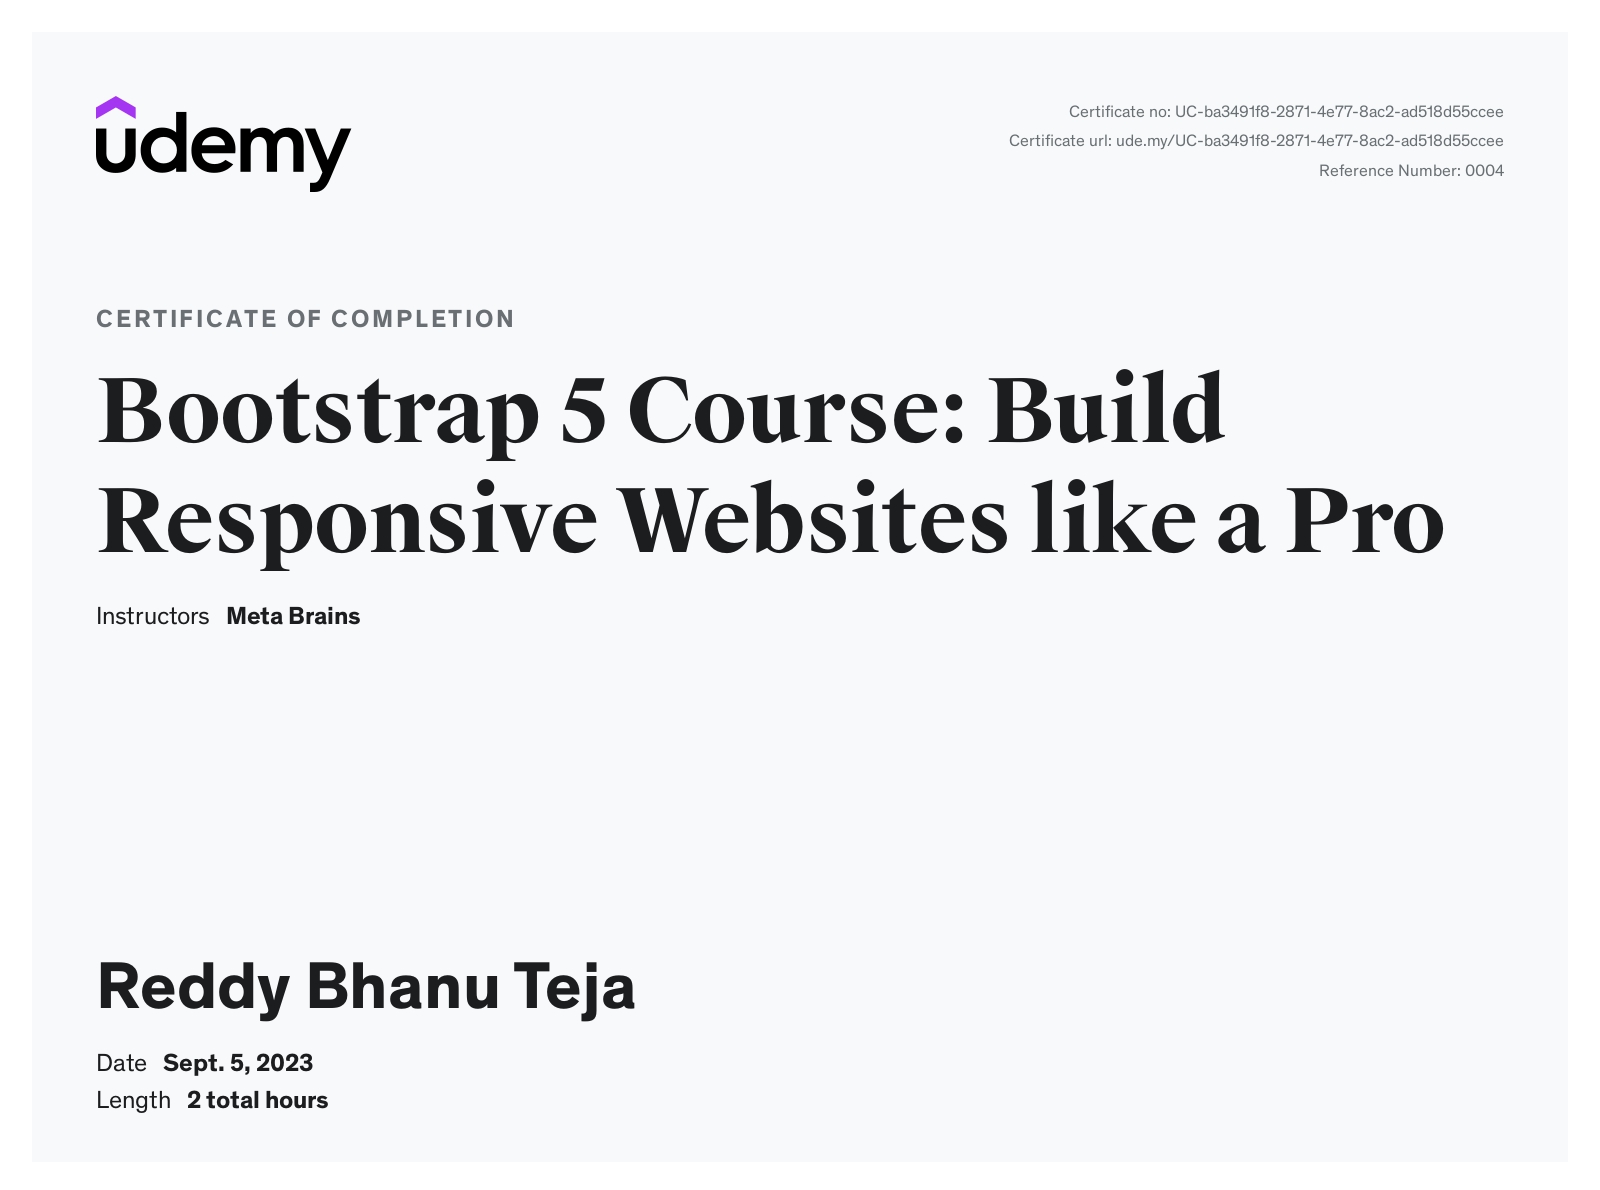 udemy
Certificate no: UC-ba3491f8-2871-4e77-8ac2-ad518d55ccee
Certificate url: ude.my/UC-ba3491f8-2871-4e77-8ac2-ad518d55ccee
Reference Number: 0004
CERTIFICATE OF COMPLETION
Bootstrap 5 Course: Build
Responsive Websites like a Pro
Instructors Meta Brains
Reddy Bhanu Teja
Date Sept. 5, 2023
Length 2 total hours